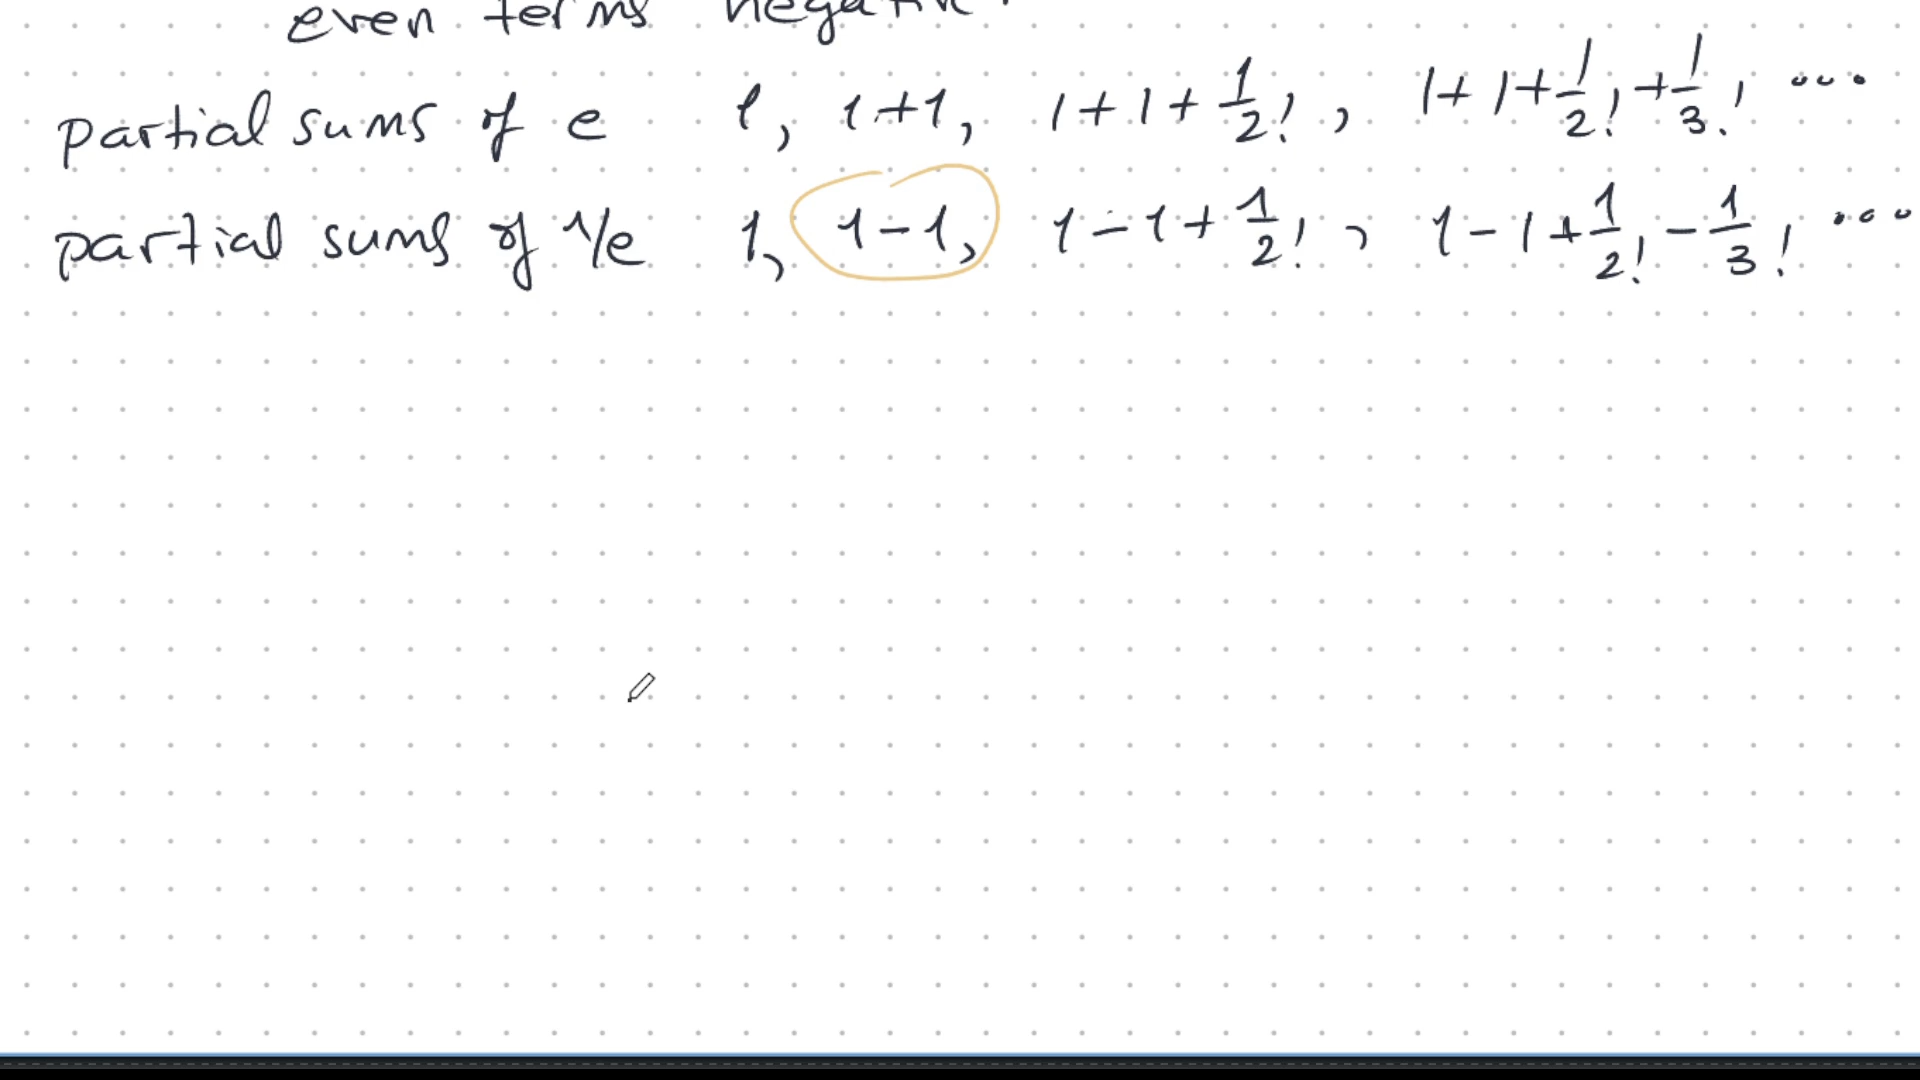 even terms negative.
partial sums of e 1, 1+1, 1+1+1/2!, 1+1+1/2!+1/3!, ...
partial sums of 1/e 1, 1-1, 1-1+1/2!, 1-1+1/2!-1/3!, ...